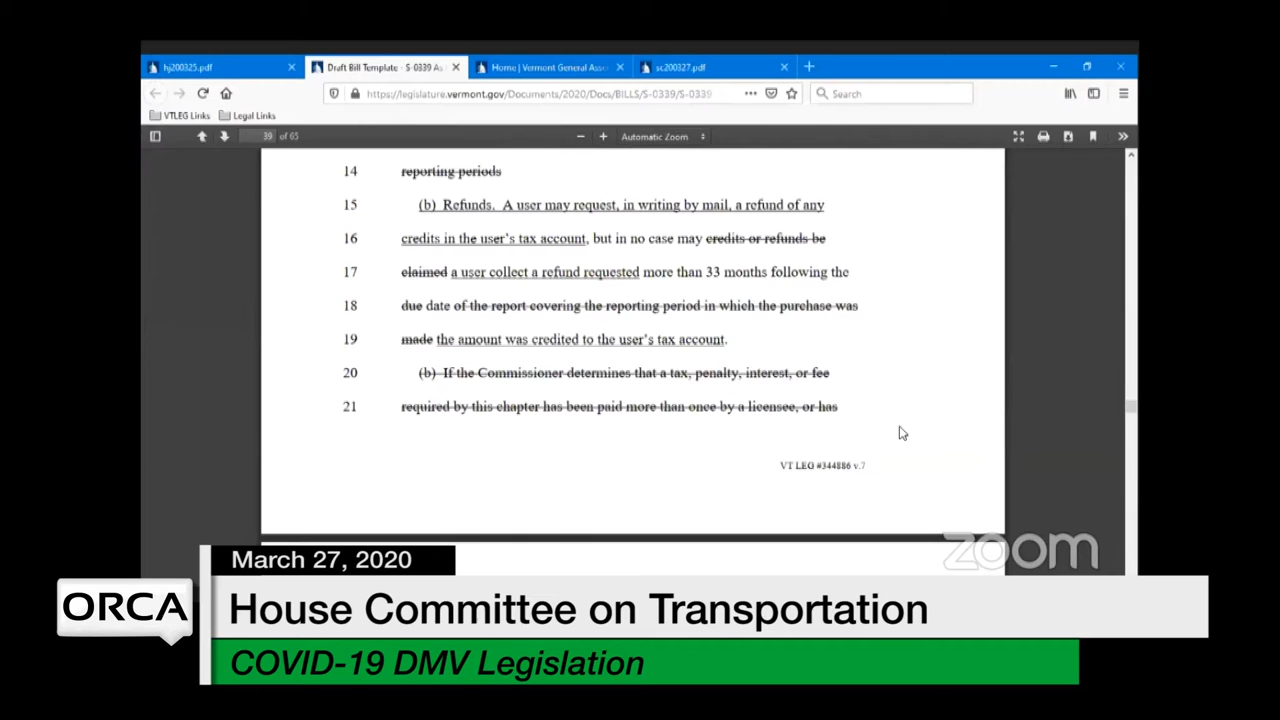 hj200325.pdf
Draft Bill Template - S-0339 As
Home | Vermont General Asse
sc200327.pdf
https://legislature.vermont.gov/Documents/2020/Docs/BILLS/S-0339/S-0339
Search
VTLEG Links
Legal Links
39 of 65
Automatic Zoom
14 reporting periods
15 (b) Refunds. A user may request, in writing by mail, a refund of any
16 credits in the user's tax account, but in no case may credits or refunds be
17 claimed a user collect a refund requested more than 33 months following the
18 due date of the report covering the reporting period in which the purchase was
19 made the amount was credited to the user's tax account.
20 (b) If the Commissioner determines that a tax, penalty, interest, or fee
21 required by this chapter has been paid more than once by a licensee, or has
VT LEG #344886 v.7
zoom
March 27, 2020
ORCA
House Committee on Transportation
COVID-19 DMV Legislation